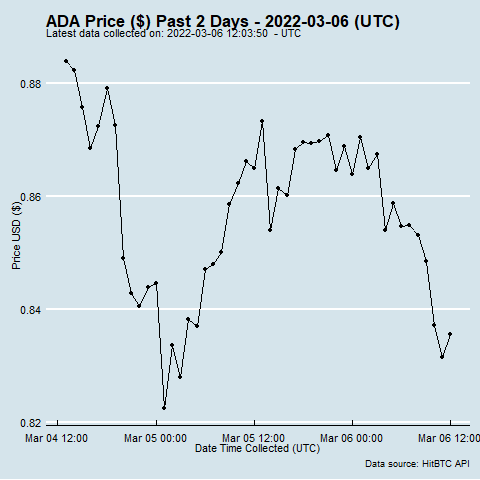 ADA Price ($) Past 2 Days - 2022-03-06 (UTC)
Latest data collected on: 2022-03-06 12:03:50 - UTC
0.88
0.86
0.84
0.82
Price USD ($)
Mar 04 12:00 Mar 05 00:00 Mar 05 12:00 Mar 06 00:00 Mar 06 12:00
Date Time Collected (UTC)
Data source: HitBTC API